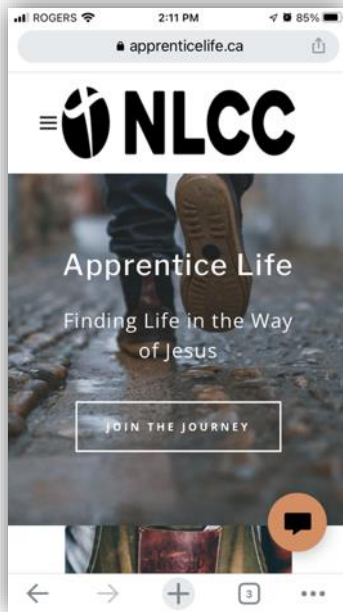 ROGERS 2:11 PM 85%
apprenticelife.ca
NLCC
Apprentice Life
Finding Life in the Way
of Jesus
JOIN THE JOURNEY
3